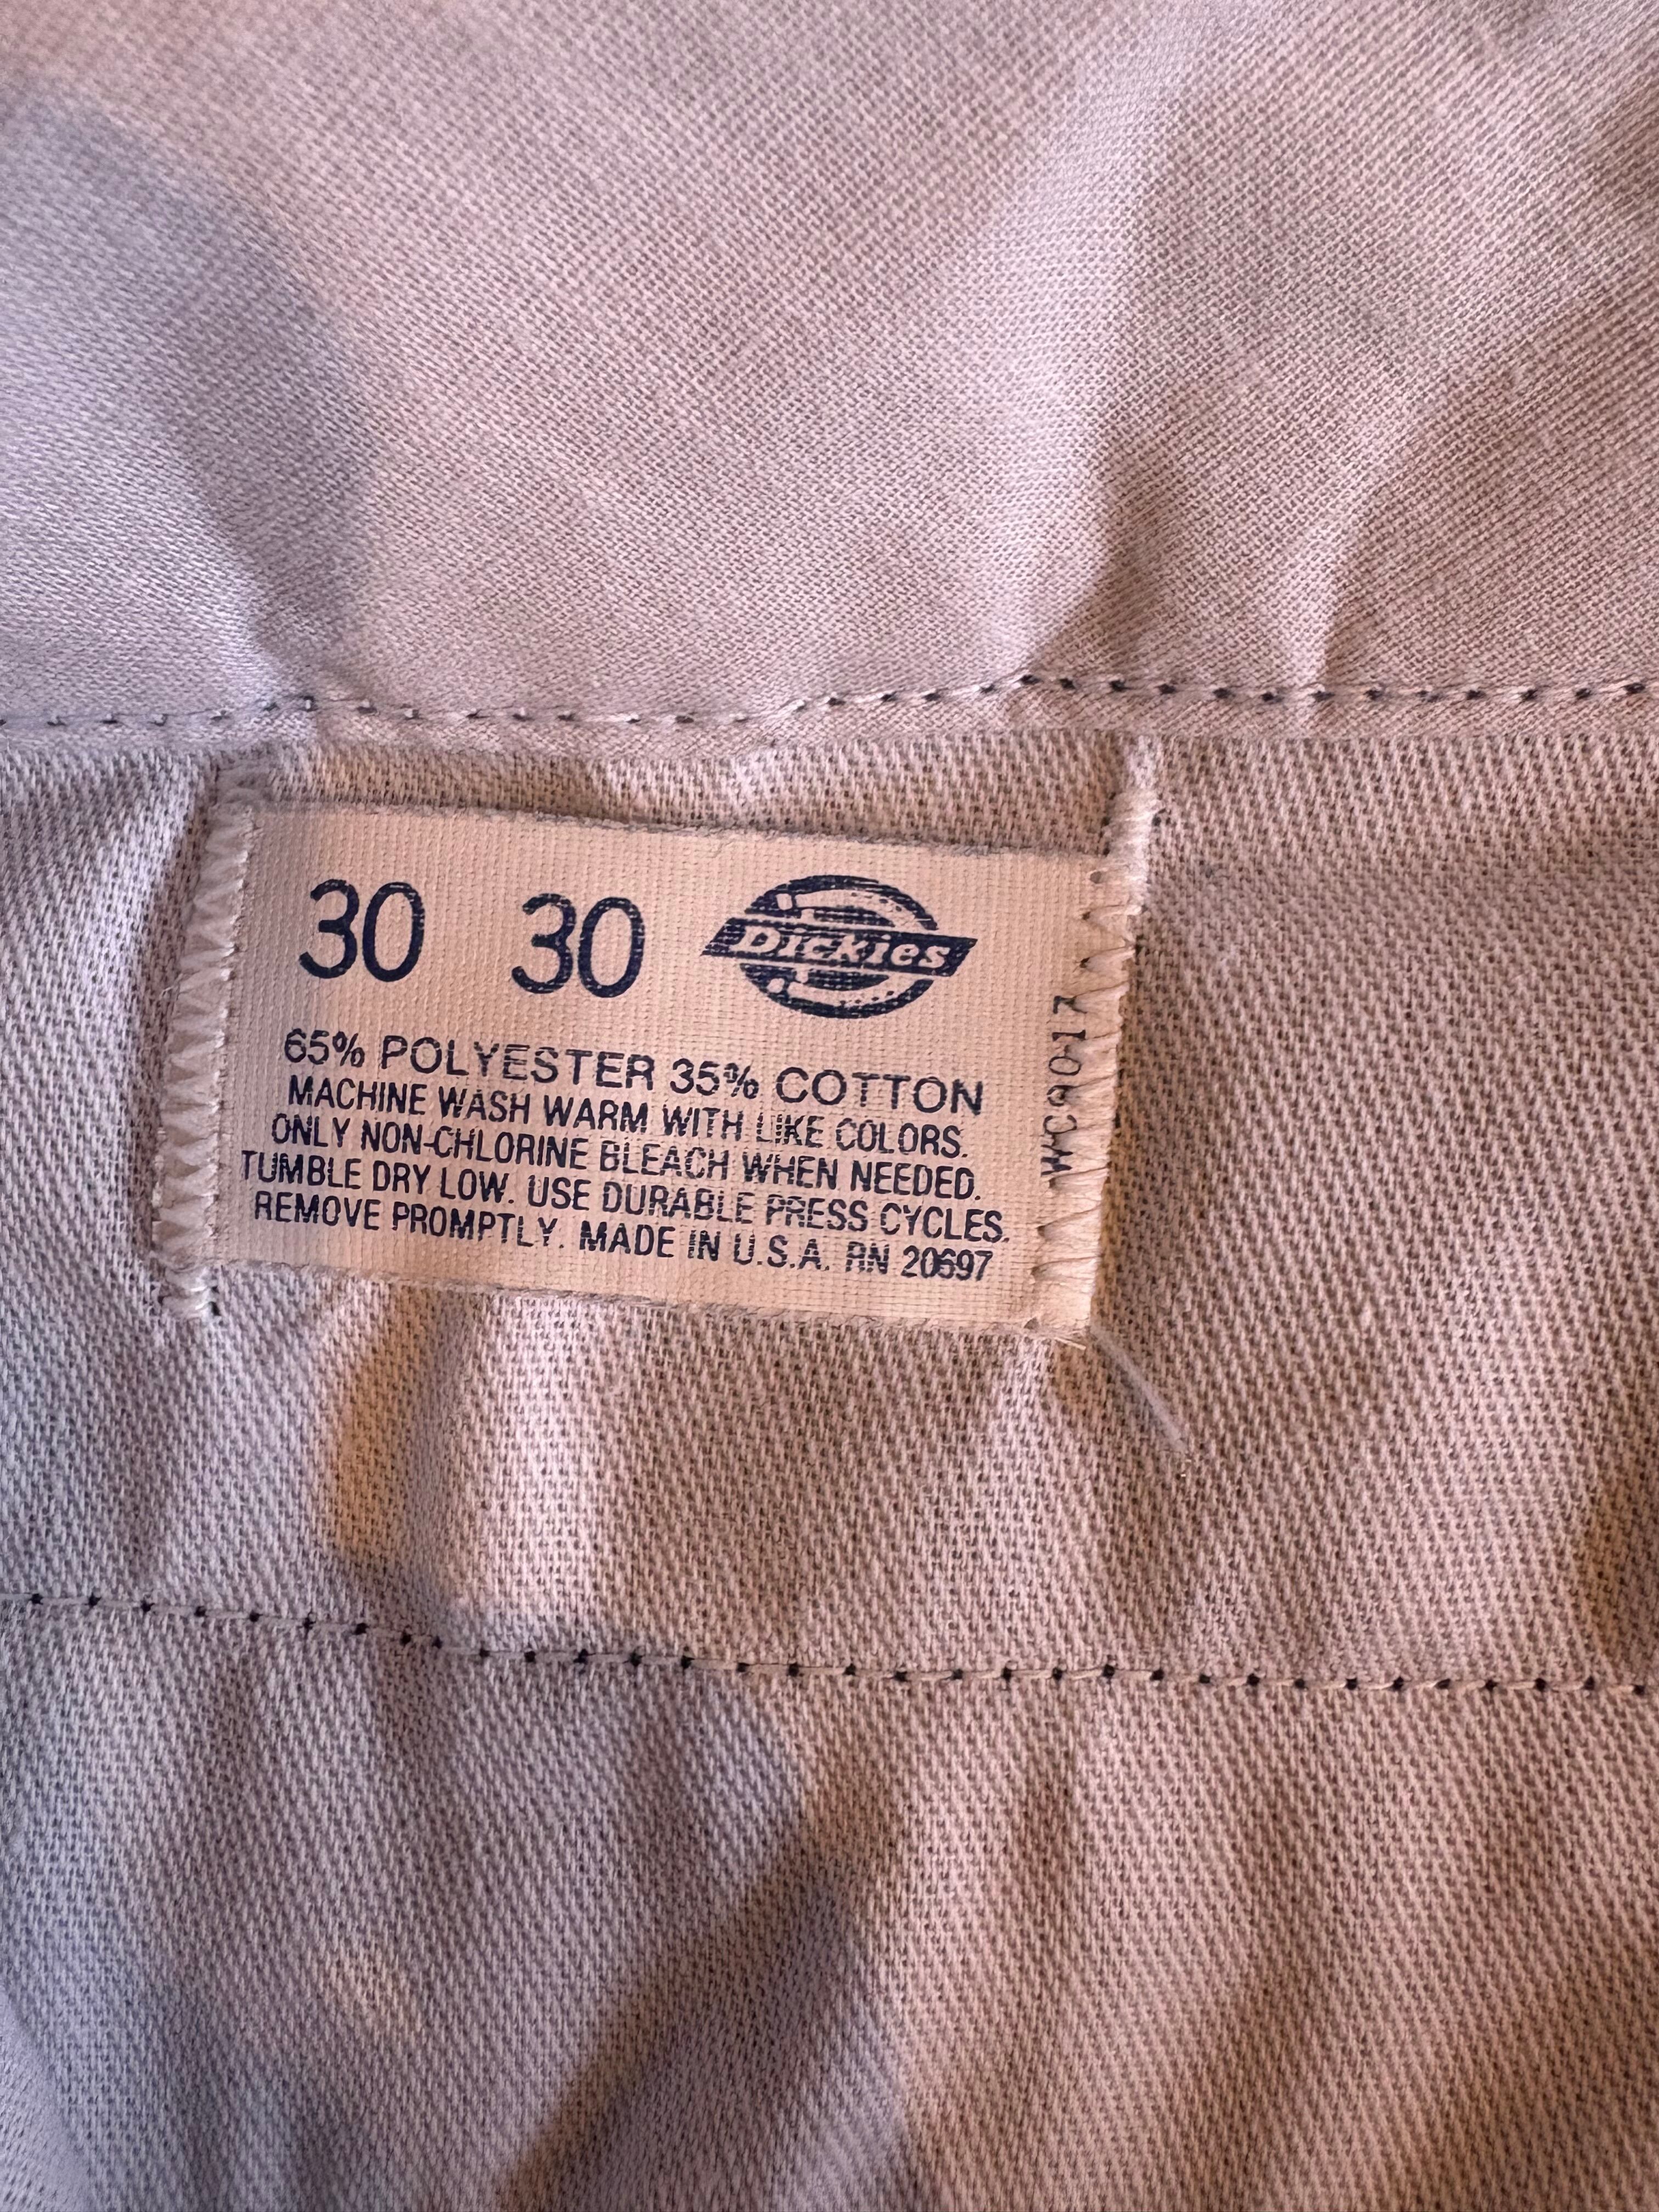 30 30 Dickies
65% POLYESTER 35% COTTON
MACHINE WASH WARM WITH LIKE COLORS.
ONLY NON-CHLORINE BLEACH WHEN NEEDED.
TUMBLE DRY LOW. USE DURABLE PRESS CYCLES.
REMOVE PROMPTLY. MADE IN U.S.A. RN 20697